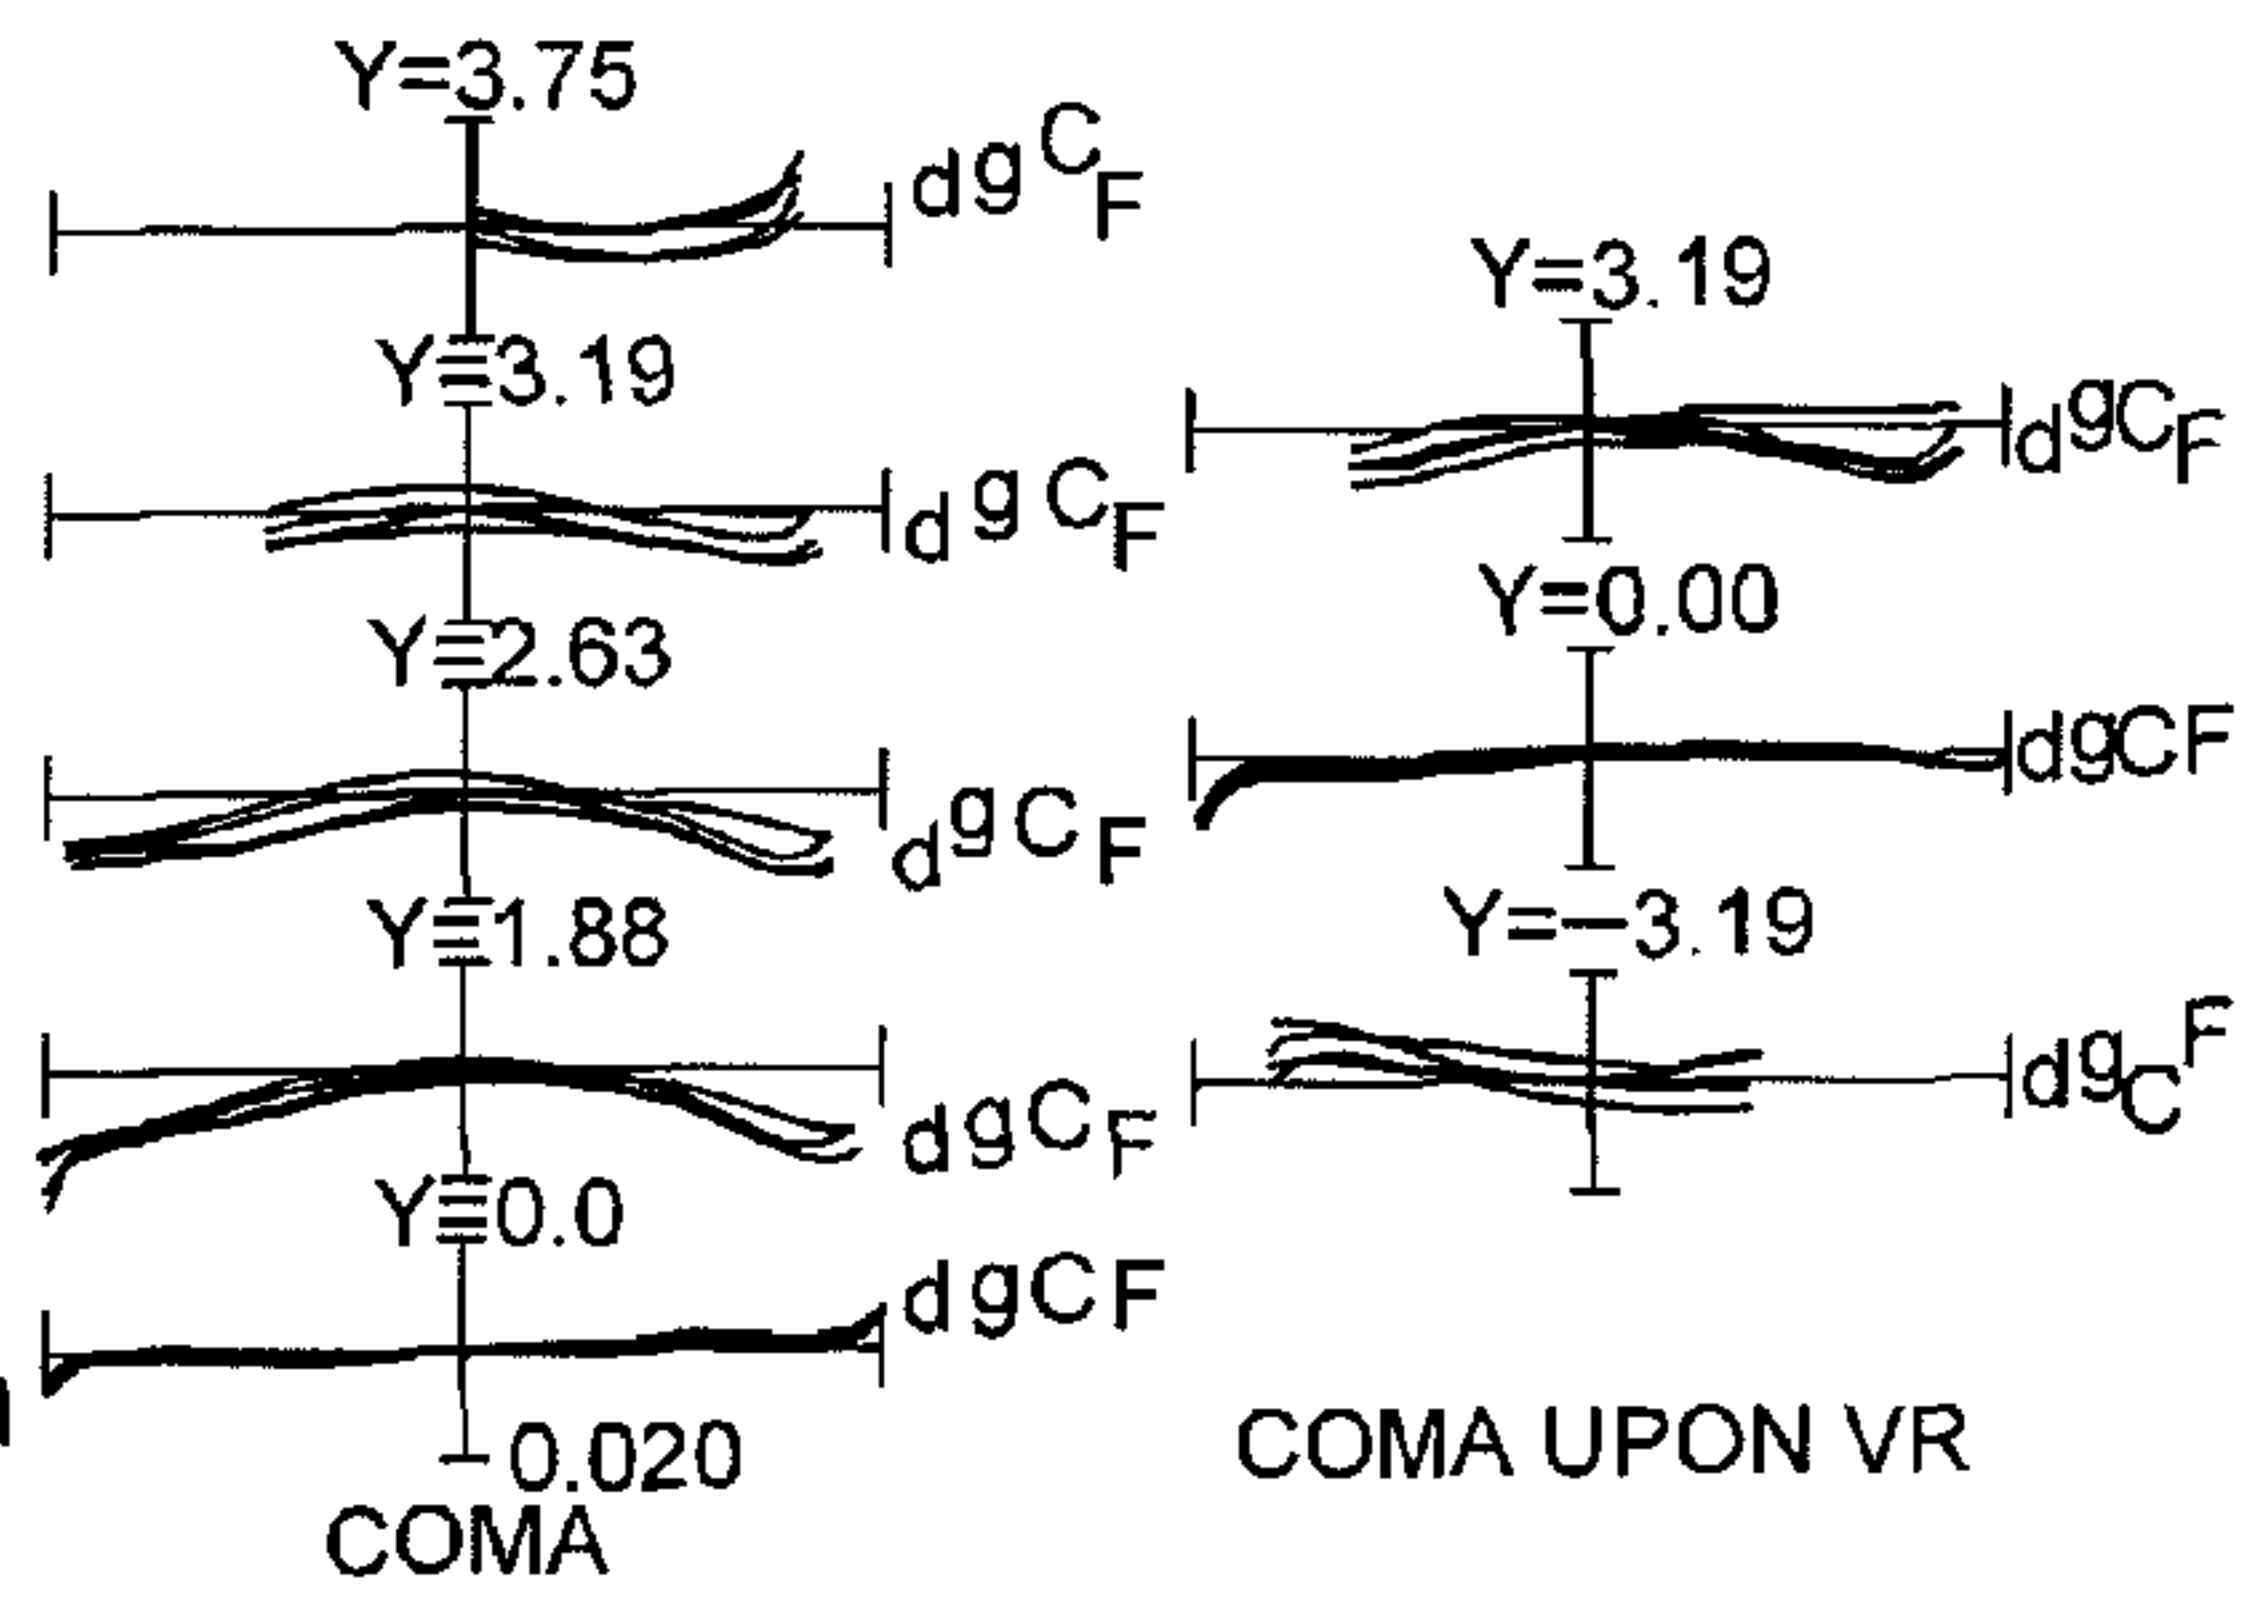 Y=3.75
dgCF
Y=3.19
dgCF
Y=2.63
dgCF
Y=1.88
dgCF
Y=0.0
dgCF
0.020
COMA
Y=3.19
dgCF
Y=0.00
dgCF
Y=−3.19
dgCF
COMA UPON VR